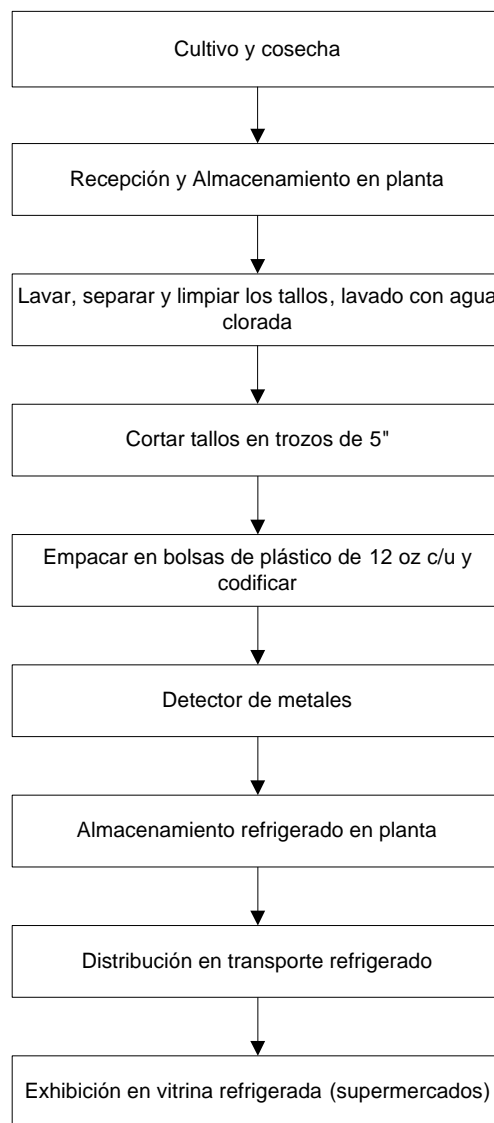 Cultivo y cosecha
Recepción y Almacenamiento en planta
Lavar, separar y limpiar los tallos, lavado con agua
clorada
Cortar tallos en trozos de 5"
Empacar en bolsas de plástico de 12 oz c/u y
codificar
Detector de metales
Almacenamiento refrigerado en planta
Distribución en transporte refrigerado
Exhibición en vitrina refrigerada (supermercados)